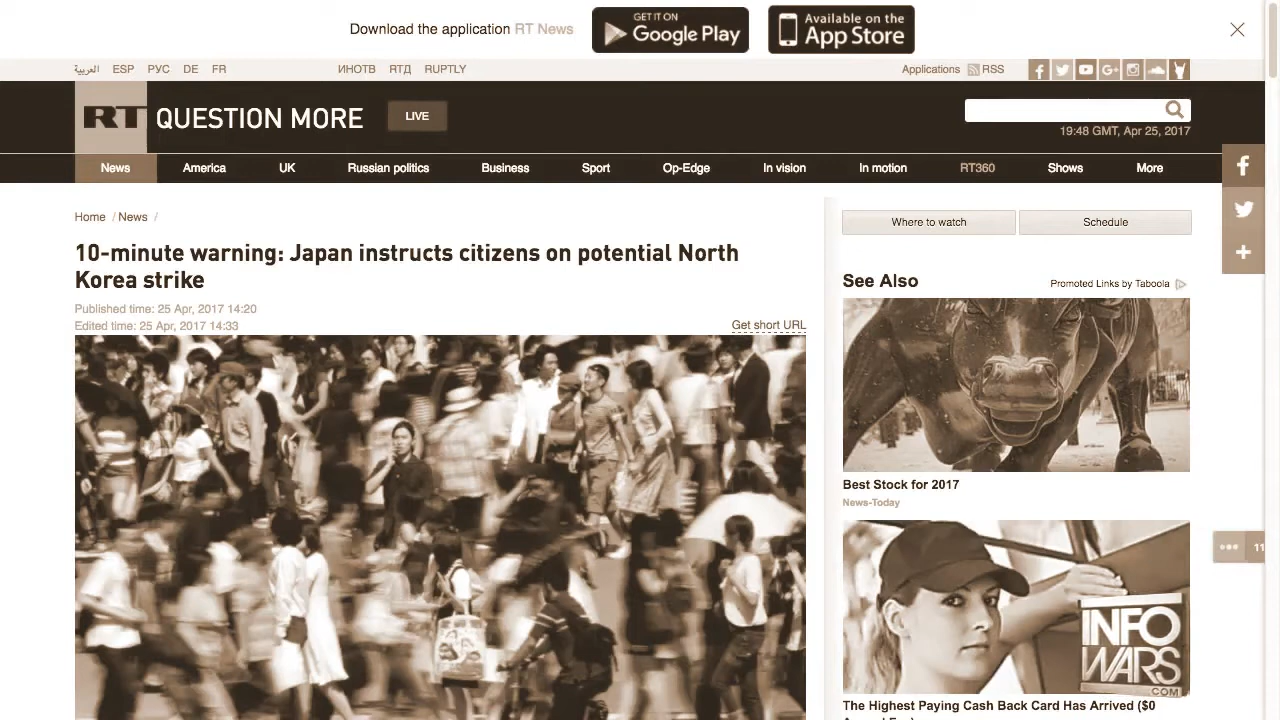 Download the application RT News
GET IT ON
Google Play
Available on the
App Store
العربية ESP РУС DE FR ИНОТВ RTД RUPTLY
Applications RSS
RT QUESTION MORE LIVE
19:48 GMT, Apr 25, 2017
News America UK Russian politics Business Sport Op-Edge In vision In motion RT360 Shows More
Home / News /
10-minute warning: Japan instructs citizens on potential North
Korea strike
Published time: 25 Apr, 2017 14:20
Edited time: 25 Apr, 2017 14:33
Get short URL
Where to watch Schedule
See Also
Promoted Links by Taboola
Best Stock for 2017
News-Today
INFO
WARS
.COM
The Highest Paying Cash Back Card Has Arrived ($0
11